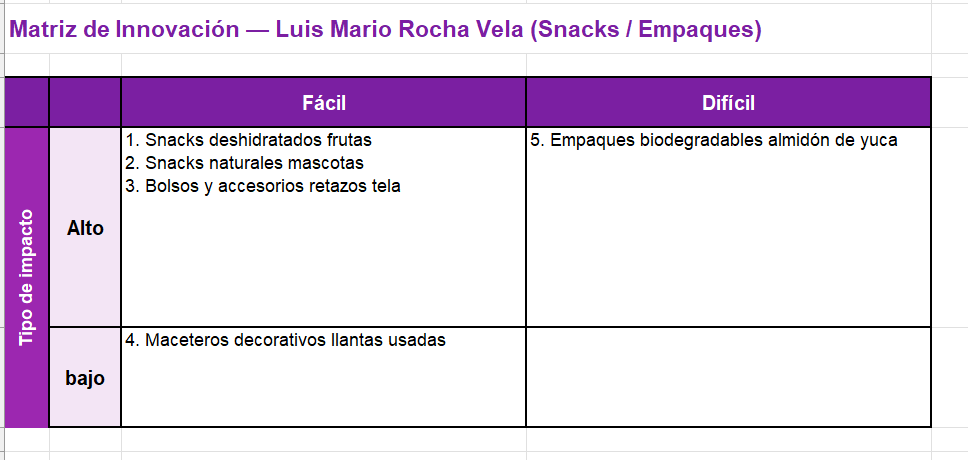 Matriz de Innovación — Luis Mario Rocha Vela (Snacks / Empaques)
Fácil
Difícil
Tipo de impacto
Alto
1. Snacks deshidratados frutas
2. Snacks naturales mascotas
3. Bolsos y accesorios retazos tela
5. Empaques biodegradables almidón de yuca
bajo
4. Maceteros decorativos llantas usadas